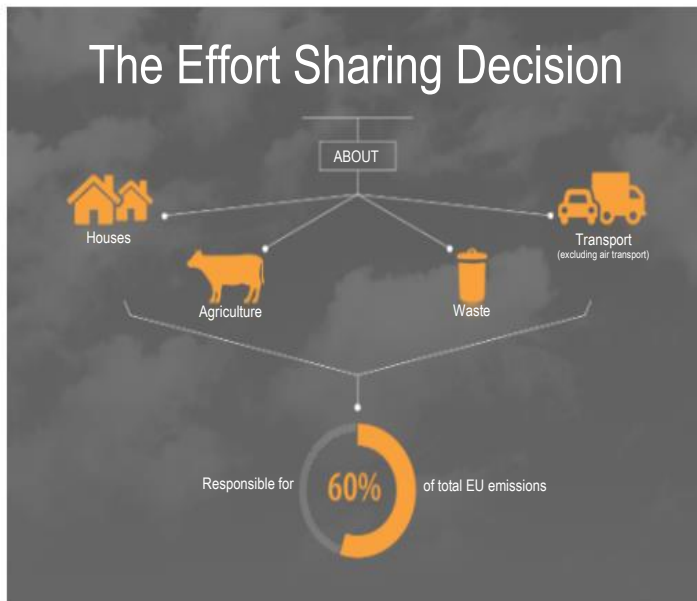 The Effort Sharing Decision
ABOUT
Houses
Agriculture
Waste
Transport
(excluding air transport)
Responsible for
60%
of total EU emissions